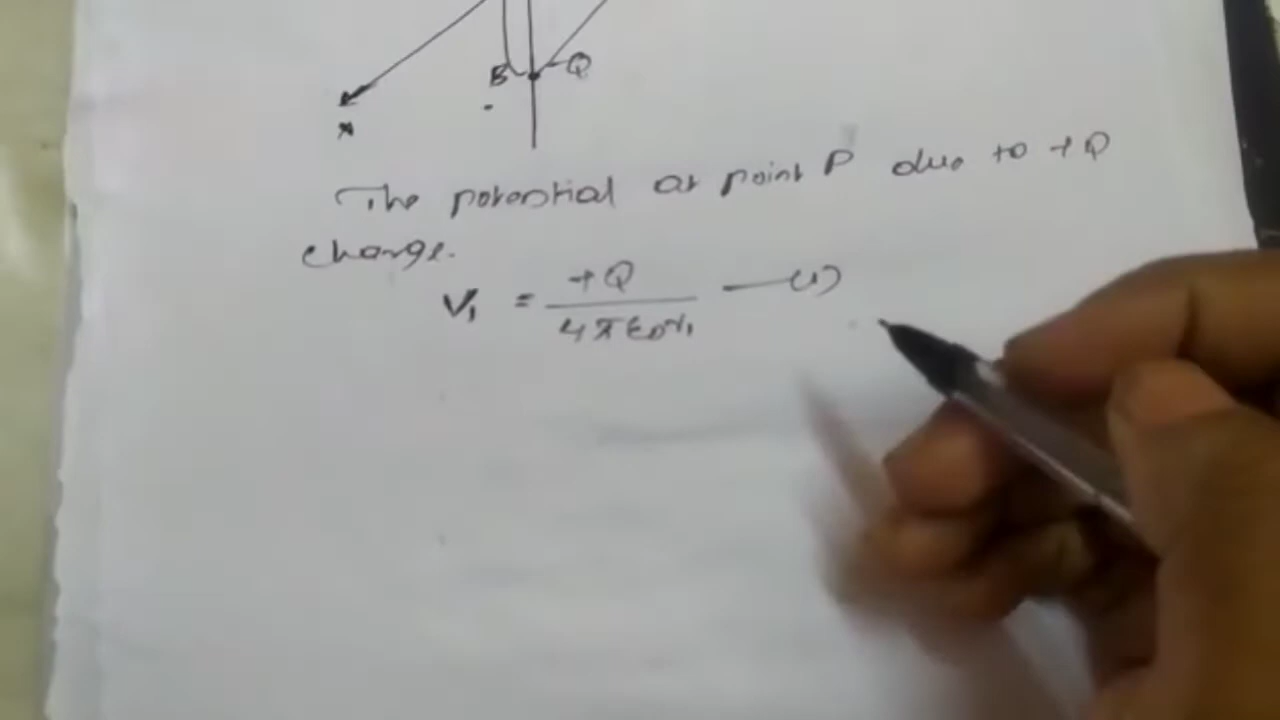 B -Q
x
The potential at point P due to +Q
charge.
V₁ = +Q / 4πε₀r₁ —(1)